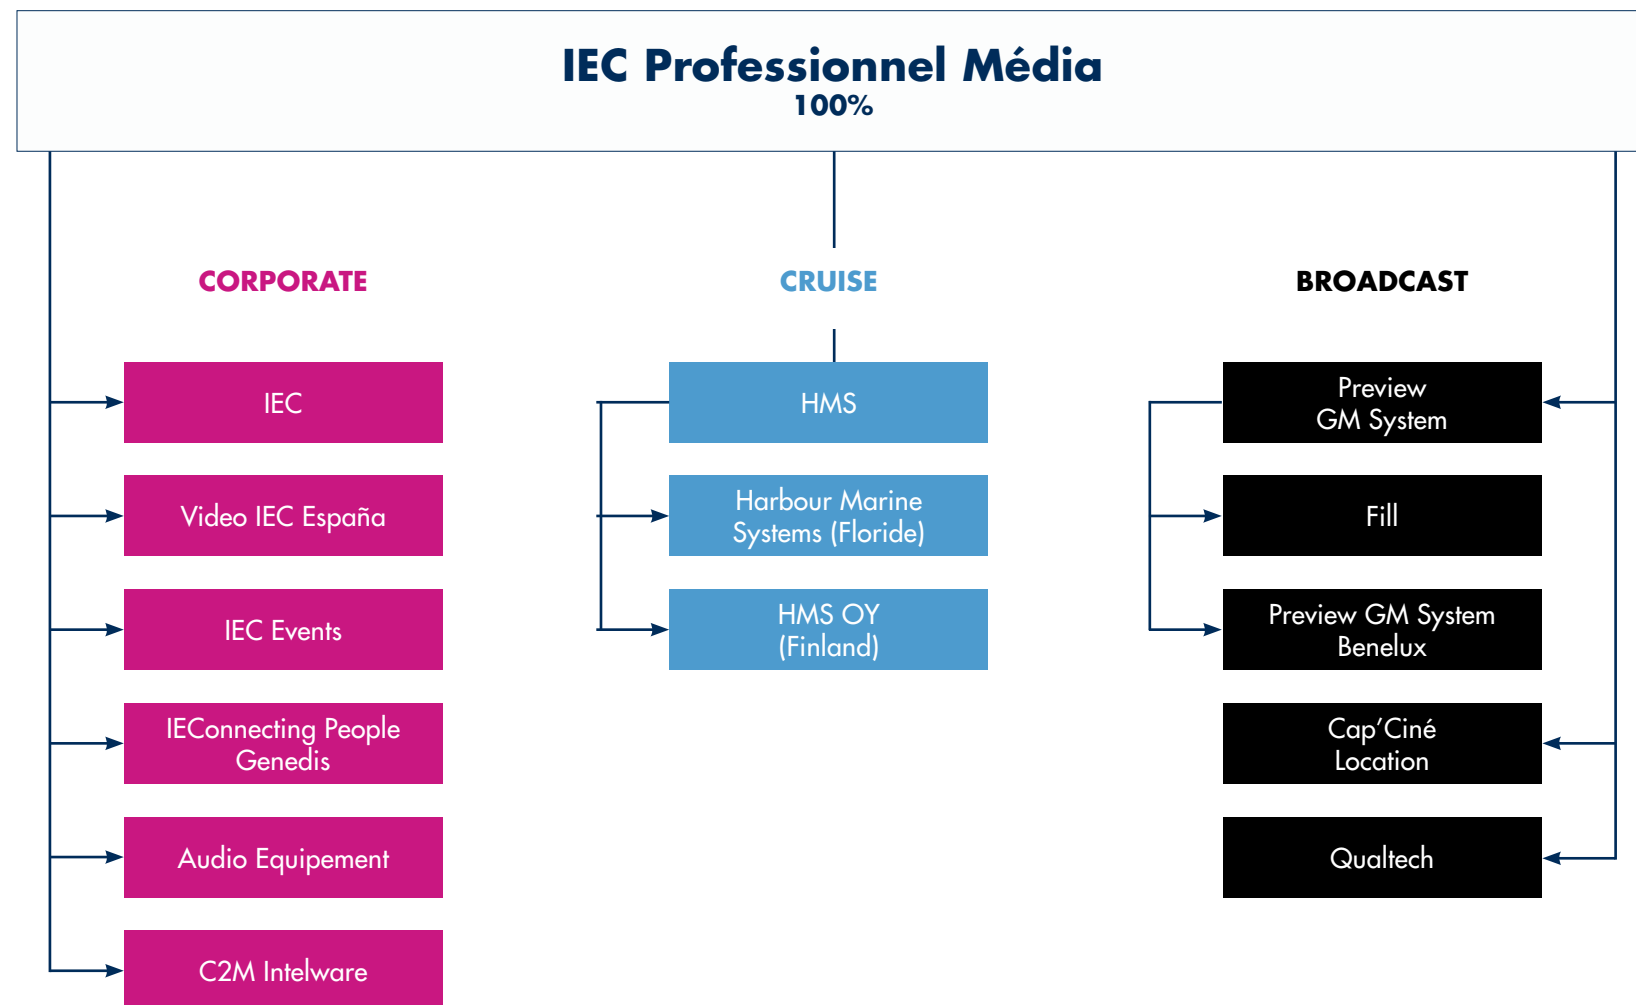 IEC Professionnel Média
100%
CORPORATE
IEC
Video IEC España
IEC Events
IEConnecting People
Genedis
Audio Equipement
C2M Intelware
CRUISE
HMS
Harbour Marine
Systems (Floride)
HMS OY
(Finland)
BROADCAST
Preview
GM System
Fill
Preview GM System
Benelux
Cap’Ciné
Location
Qualtech